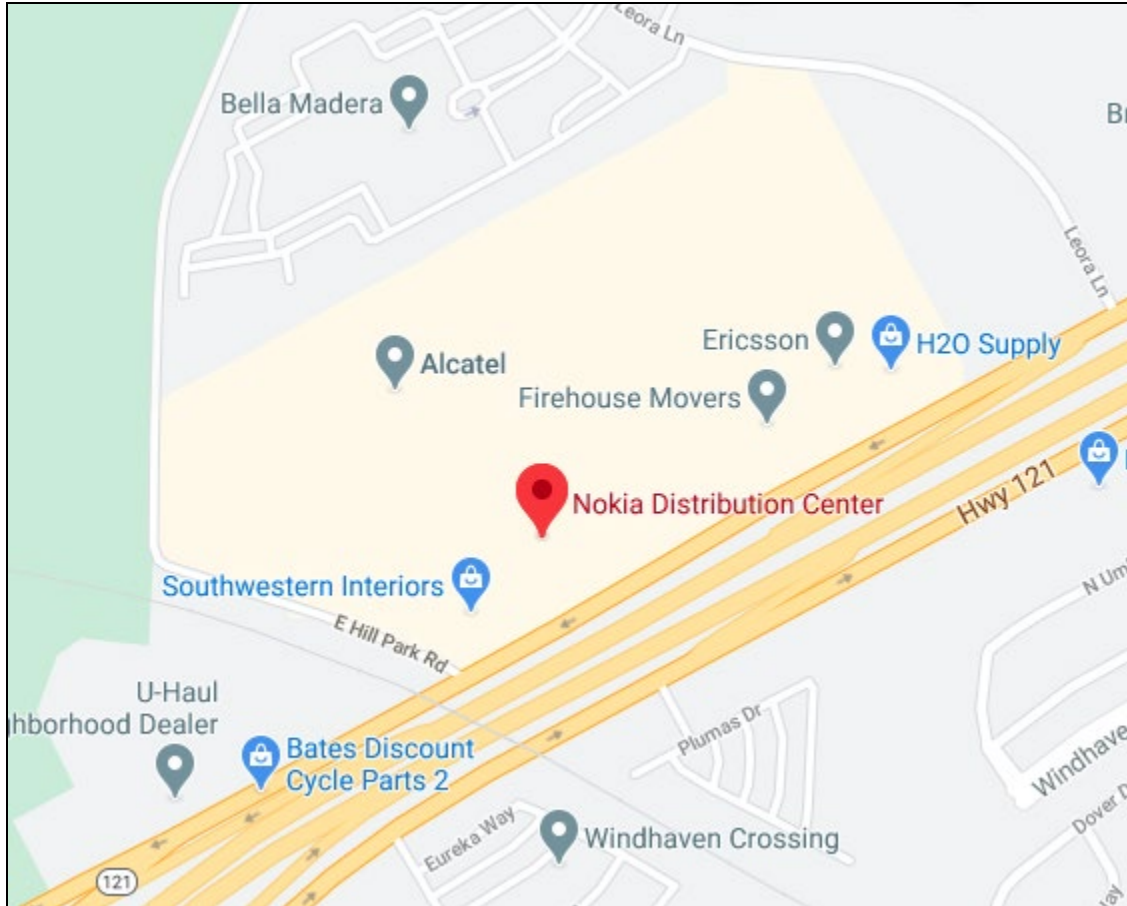 Leora Ln
Bella Madera
Br
Leora Ln
Ericsson
H2O Supply
Alcatel
Firehouse Movers
Hwy 121
Nokia Distribution Center
Southwestern Interiors
E Hill Park Rd
N Um
U-Haul
ghborhood Dealer
Plumas Dr
Bates Discount
Cycle Parts 2
Windhave
Dover D
Eureka Way
Windhaven Crossing
121